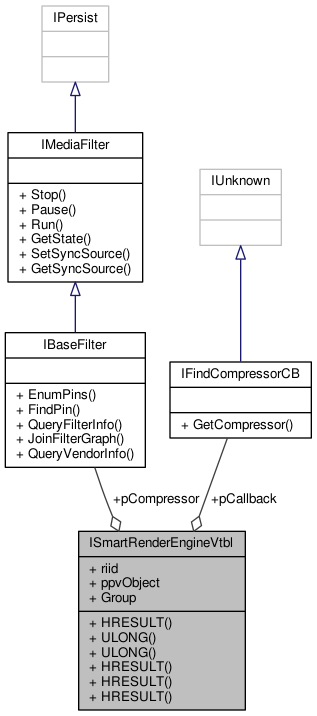 IPersist
IMediaFilter
+ Stop()
+ Pause()
+ Run()
+ GetState()
+ SetSyncSource()
+ GetSyncSource()
IUnknown
IBaseFilter
+ EnumPins()
+ FindPin()
+ QueryFilterInfo()
+ JoinFilterGraph()
+ QueryVendorInfo()
IFindCompressorCB
+ GetCompressor()
+pCompressor
+pCallback
ISmartRenderEngineVtbl
+ riid
+ ppvObject
+ Group
+ HRESULT()
+ ULONG()
+ ULONG()
+ HRESULT()
+ HRESULT()
+ HRESULT()